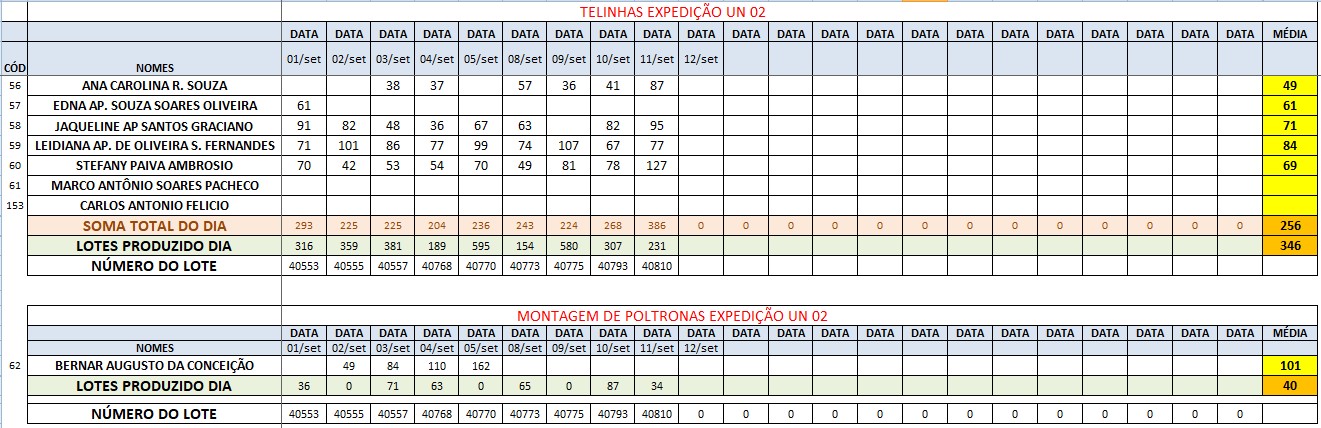 TELINHAS EXPEDIÇÃO UN 02
DATA DATA DATA DATA DATA DATA DATA DATA DATA DATA DATA DATA DATA DATA DATA DATA DATA DATA DATA DATA DATA DATA MÉDIA
CÓD NOMES 01/set 02/set 03/set 04/set 05/set 08/set 09/set 10/set 11/set 12/set
56 ANA CAROLINA R. SOUZA 38 37 57 36 41 87 49
57 EDNA AP. SOUZA SOARES OLIVEIRA 61 61
58 JAQUELINE AP SANTOS GRACIANO 91 82 48 36 67 63 82 95 71
59 LEIDIANA AP. DE OLIVEIRA S. FERNANDES 71 101 86 77 99 74 107 67 77 84
60 STEFANY PAIVA AMBROSIO 70 42 53 54 70 49 81 78 127 69
61 MARCO ANTÔNIO SOARES PACHECO
153 CARLOS ANTONIO FELICIO
SOMA TOTAL DO DIA 293 225 225 204 236 243 224 268 386 0 0 0 0 0 0 0 0 0 0 0 0 0 256
LOTES PRODUZIDO DIA 316 359 381 189 595 154 580 307 231 346
NÚMERO DO LOTE 40553 40555 40557 40768 40770 40773 40775 40793 40810
MONTAGEM DE POLTRONAS EXPEDIÇÃO UN 02
DATA DATA DATA DATA DATA DATA DATA DATA DATA DATA DATA DATA DATA DATA DATA DATA DATA DATA DATA DATA DATA DATA MÉDIA
NOMES 01/set 02/set 03/set 04/set 05/set 08/set 09/set 10/set 11/set 12/set
62 BERNAR AUGUSTO DA CONCEIÇÃO 49 84 110 162 101
LOTES PRODUZIDO DIA 36 0 71 63 0 65 0 87 34 40
NÚMERO DO LOTE 40553 40555 40557 40768 40770 40773 40775 40793 40810 0 0 0 0 0 0 0 0 0 0 0 0 0